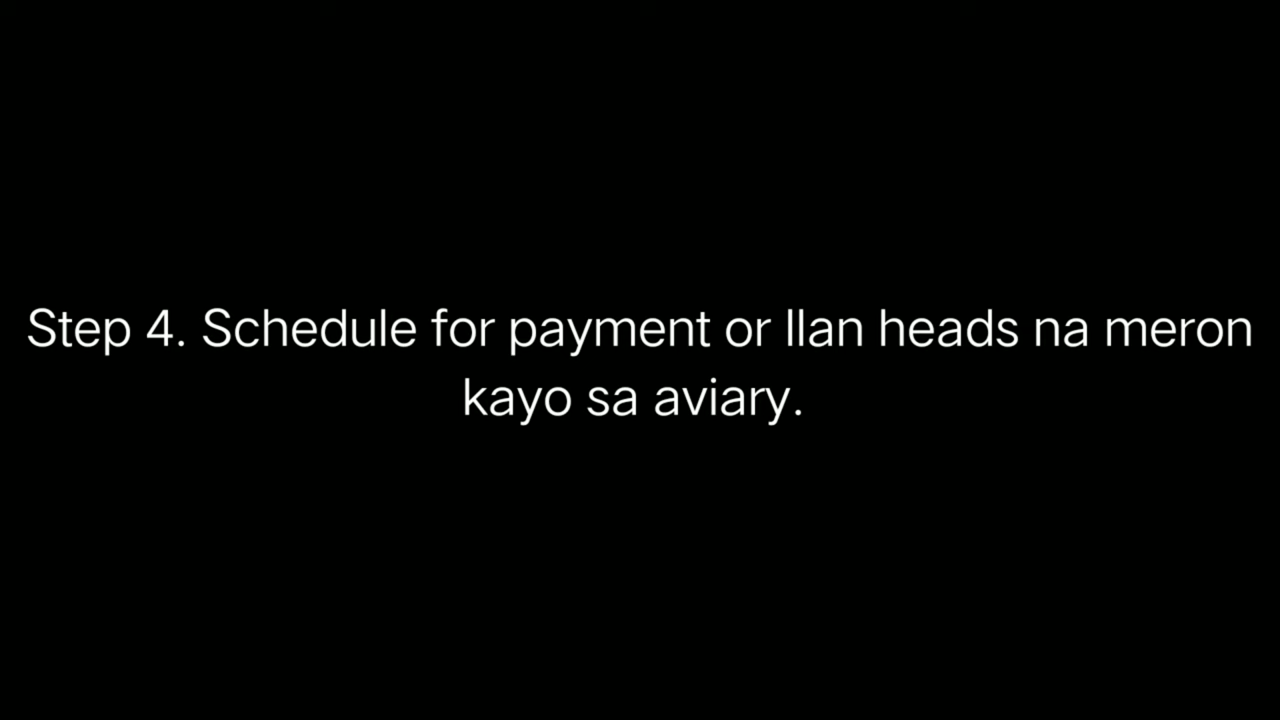 Step 4. Schedule for payment or Ilan heads na meron
kayo sa aviary.